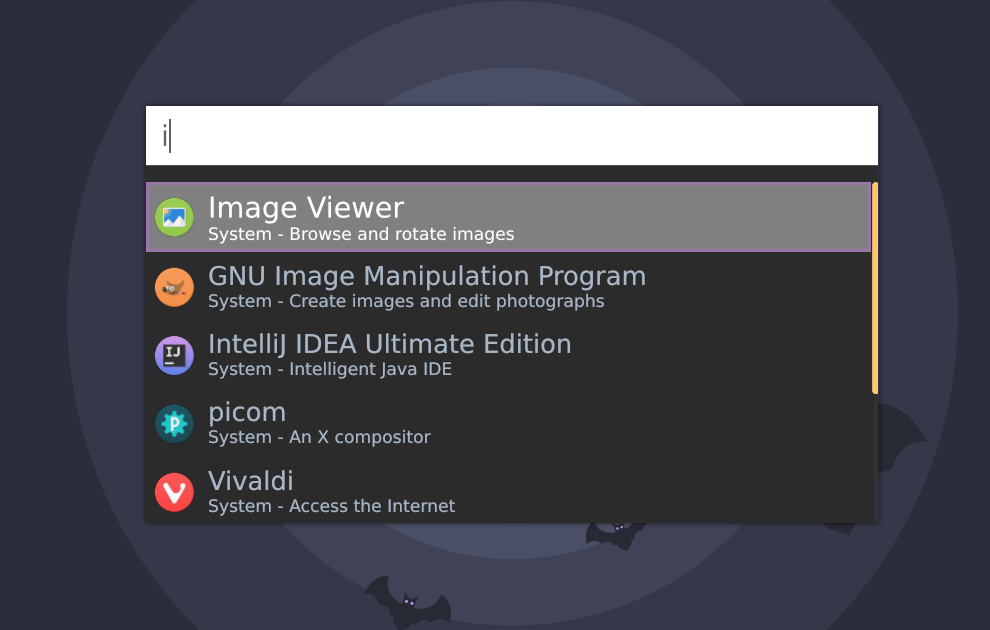 i
Image Viewer
System - Browse and rotate images
GNU Image Manipulation Program
System - Create images and edit photographs
IJ
IntelliJ IDEA Ultimate Edition
System - Intelligent Java IDE
P
picom
System - An X compositor
Vivaldi
System - Access the Internet